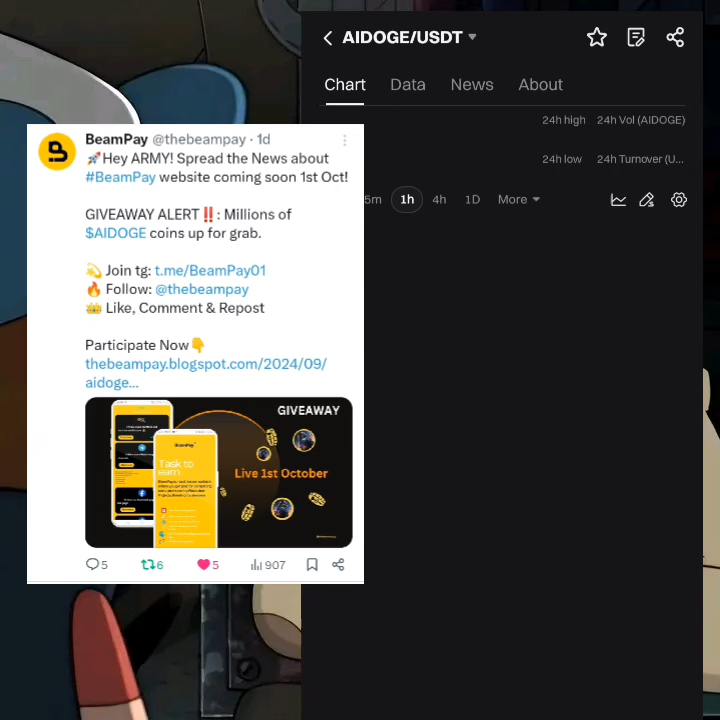 AIDOGE/USDT
Chart Data News About
24h high 24h Vol (AIDOGE)
24h low 24h Turnover (U...
5m 1h 4h 1D More
BeamPay @thebeampay · 1d
🚀Hey ARMY! Spread the News about
#BeamPay website coming soon 1st Oct!
GIVEAWAY ALERT‼️: Millions of
$AIDOGE coins up for grab.
💫 Join tg: t.me/BeamPay01
🔥 Follow: @thebeampay
👑 Like, Comment & Repost
Participate Now👇
thebeampay.blogspot.com/2024/09/
aidoge...
GIVEAWAY
BeamPay
Task to
earn
Live 1st October
5 6 5 907